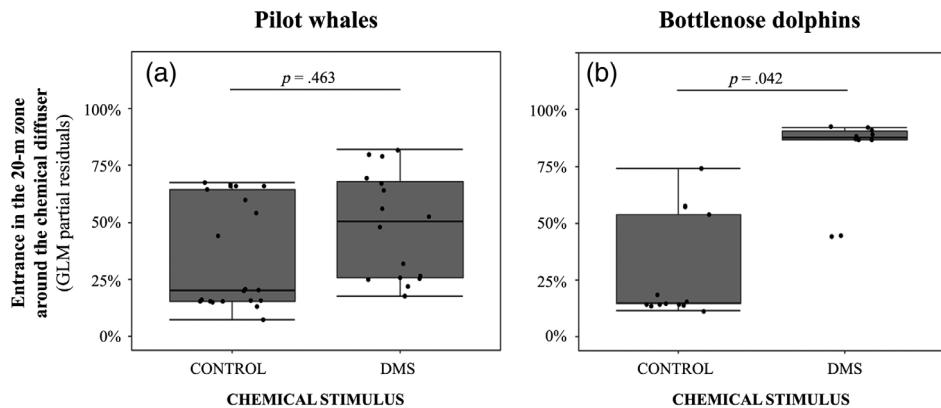 Pilot whales
Bottlenose dolphins
Entrance in the 20-m zone
around the chemical diffuser
(GLM partial residuals)
(a)
p = .463
100%
75%
50%
25%
0%
CONTROL
DMS
CHEMICAL STIMULUS
(b)
p = .042
100%
75%
50%
25%
0%
CONTROL
DMS
CHEMICAL STIMULUS